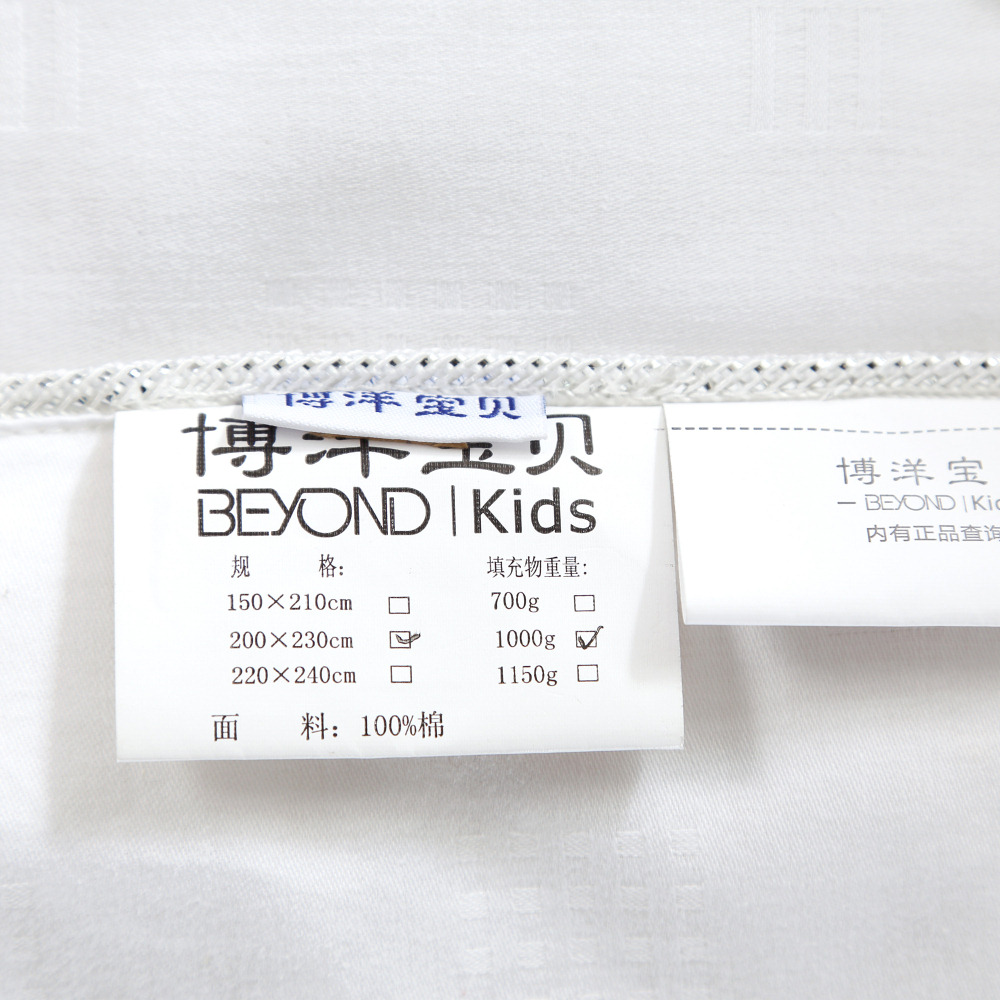 博洋宝贝
博洋宝贝
BEYOND | Kids
规 格: 填充物重量:
150×210cm □ 700g □
200×230cm ☑ 1000g ☑
220×240cm □ 1150g □
面 料: 100%棉
博洋宝
BEYOND | Kid
内有正品查询